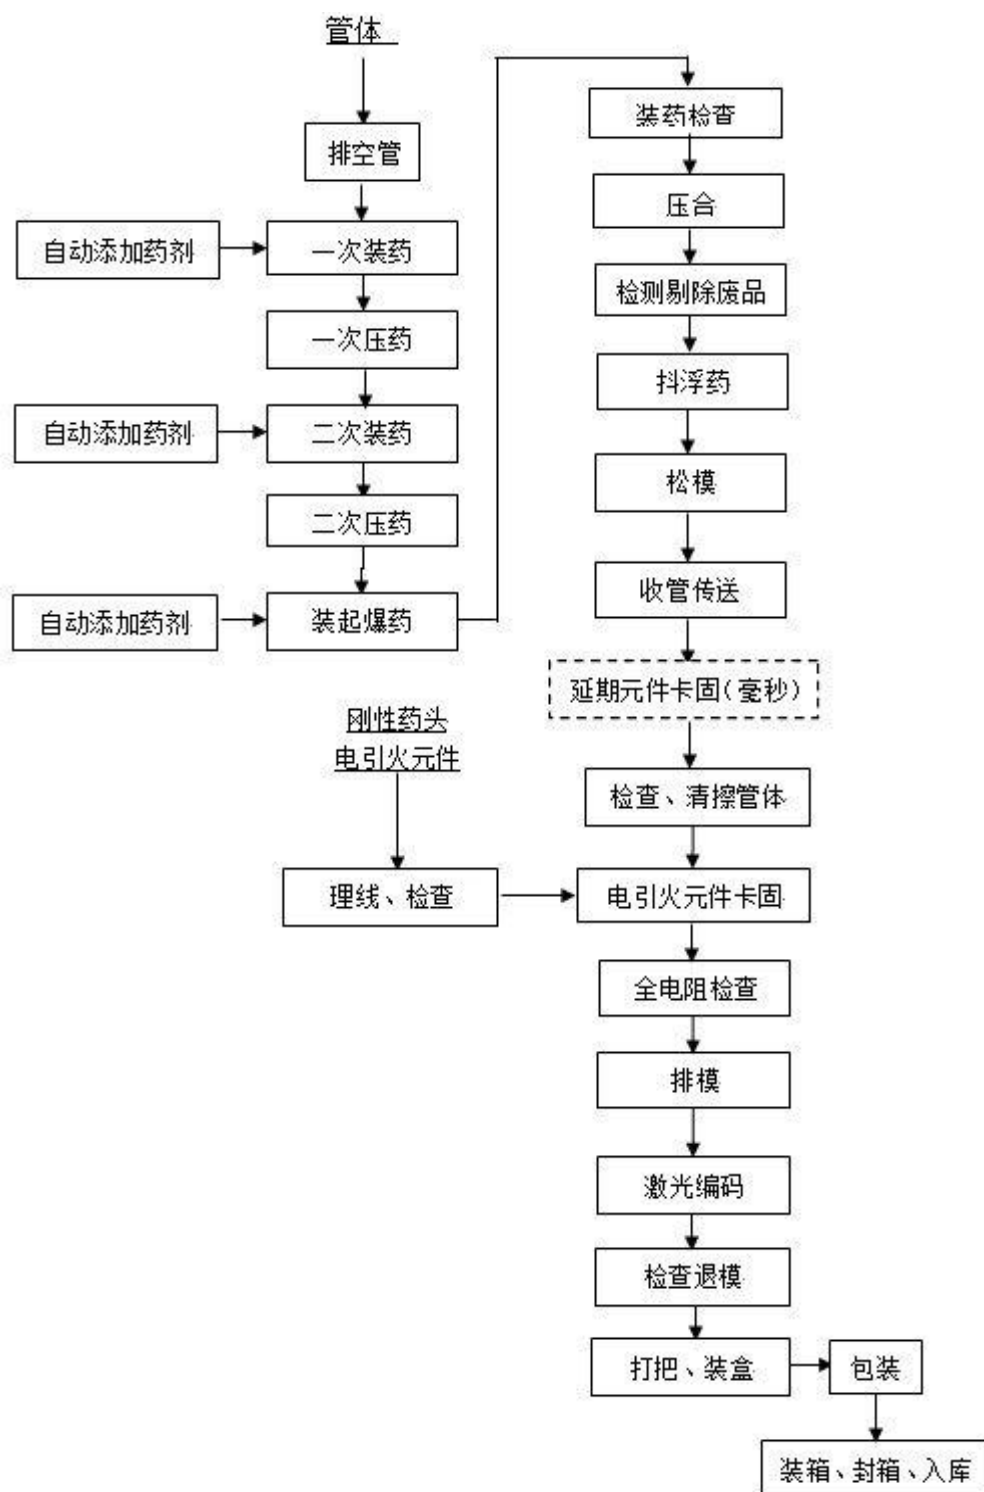 管体
排空管
自动添加药剂
一次装药
一次压药
自动添加药剂
二次装药
二次压药
自动添加药剂
装起爆药
装药检查
压合
检测剔除废品
抖浮药
松模
收管传送
延期元件卡固(毫秒)
检查、清擦管体
刚性药头
电引火元件
理线、检查
电引火元件卡固
全电阻检查
排模
激光编码
检查退模
打把、装盒
包装
装箱、封箱、入库